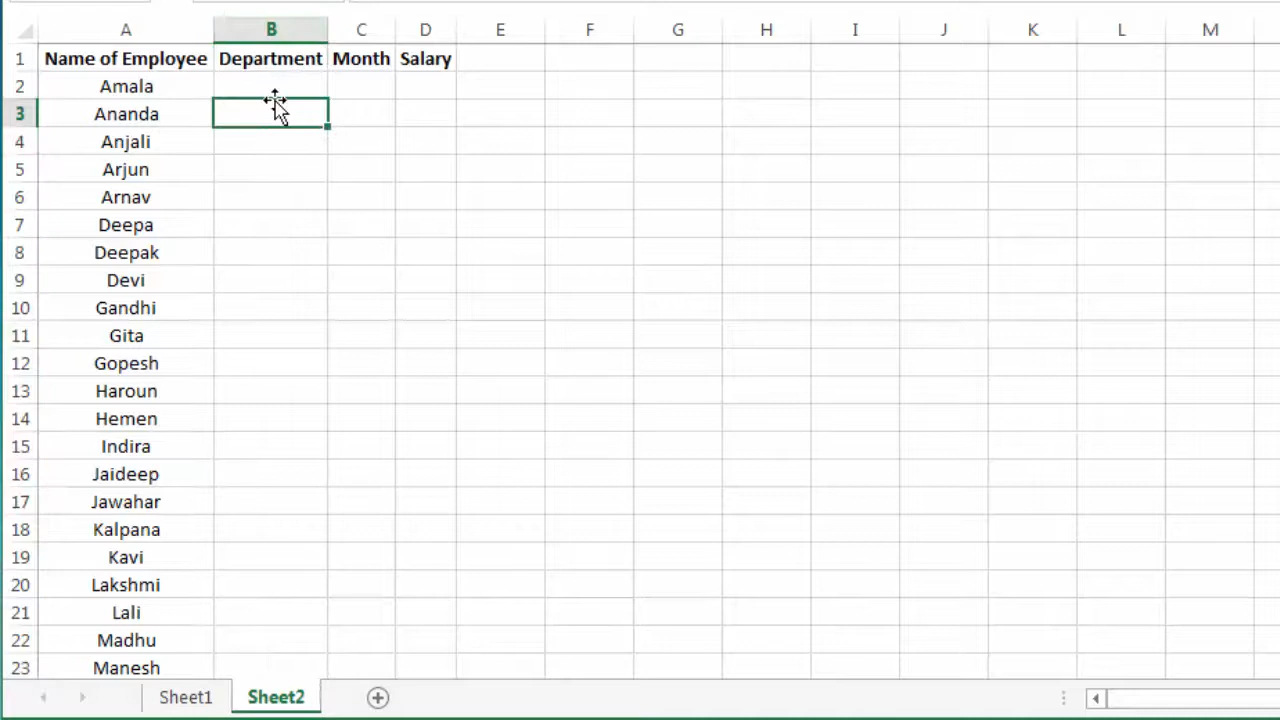 A B C D E F G H I J K L M
1 Name of Employee Department Month Salary
2 Amala
3 Ananda
4 Anjali
5 Arjun
6 Arnav
7 Deepa
8 Deepak
9 Devi
10 Gandhi
11 Gita
12 Gopesh
13 Haroun
14 Hemen
15 Indira
16 Jaideep
17 Jawahar
18 Kalpana
19 Kavi
20 Lakshmi
21 Lali
22 Madhu
23 Manesh
Sheet1 Sheet2